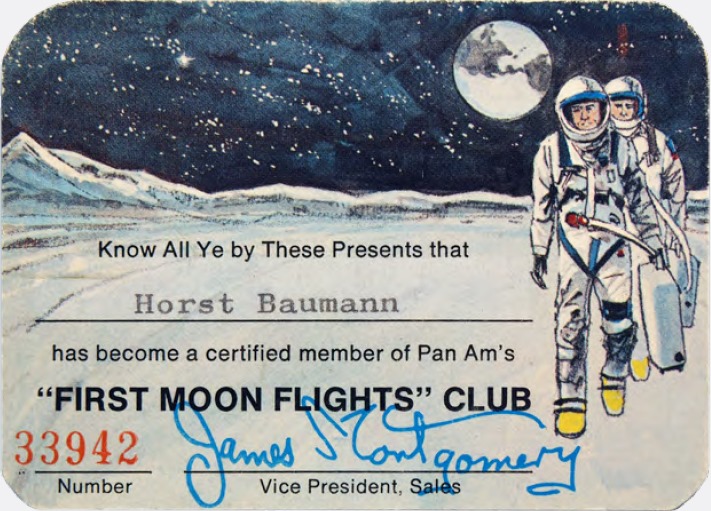 Know All Ye by These Presents that
Horst Baumann
has become a certified member of Pan Am's
“FIRST MOON FLIGHTS” CLUB
33942
James Montgomery
Number
Vice President, Sales